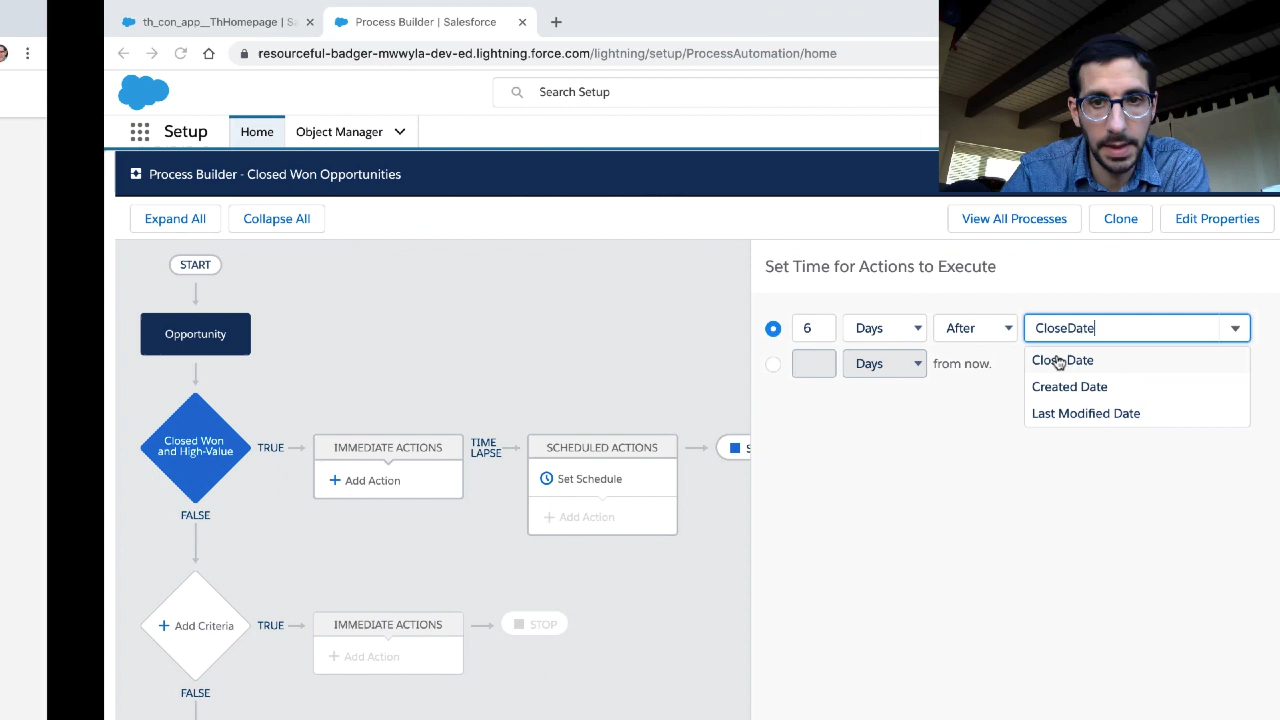 th_con_app__ThHomepage | Sa
Process Builder | Salesforce
resourceful-badger-mwwyla-dev-ed.lightning.force.com/lightning/setup/ProcessAutomation/home
Search Setup
Setup
Home
Object Manager
Process Builder - Closed Won Opportunities
Expand All
Collapse All
View All Processes
Clone
Edit Properties
START
Opportunity
Closed Won
and High-Value
TRUE
IMMEDIATE ACTIONS
+ Add Action
TIME
LAPSE
SCHEDULED ACTIONS
Set Schedule
+ Add Action
S
FALSE
+ Add Criteria
TRUE
IMMEDIATE ACTIONS
+ Add Action
STOP
FALSE
Set Time for Actions to Execute
6 Days After CloseDate
Days from now.
CloseDate
Created Date
Last Modified Date